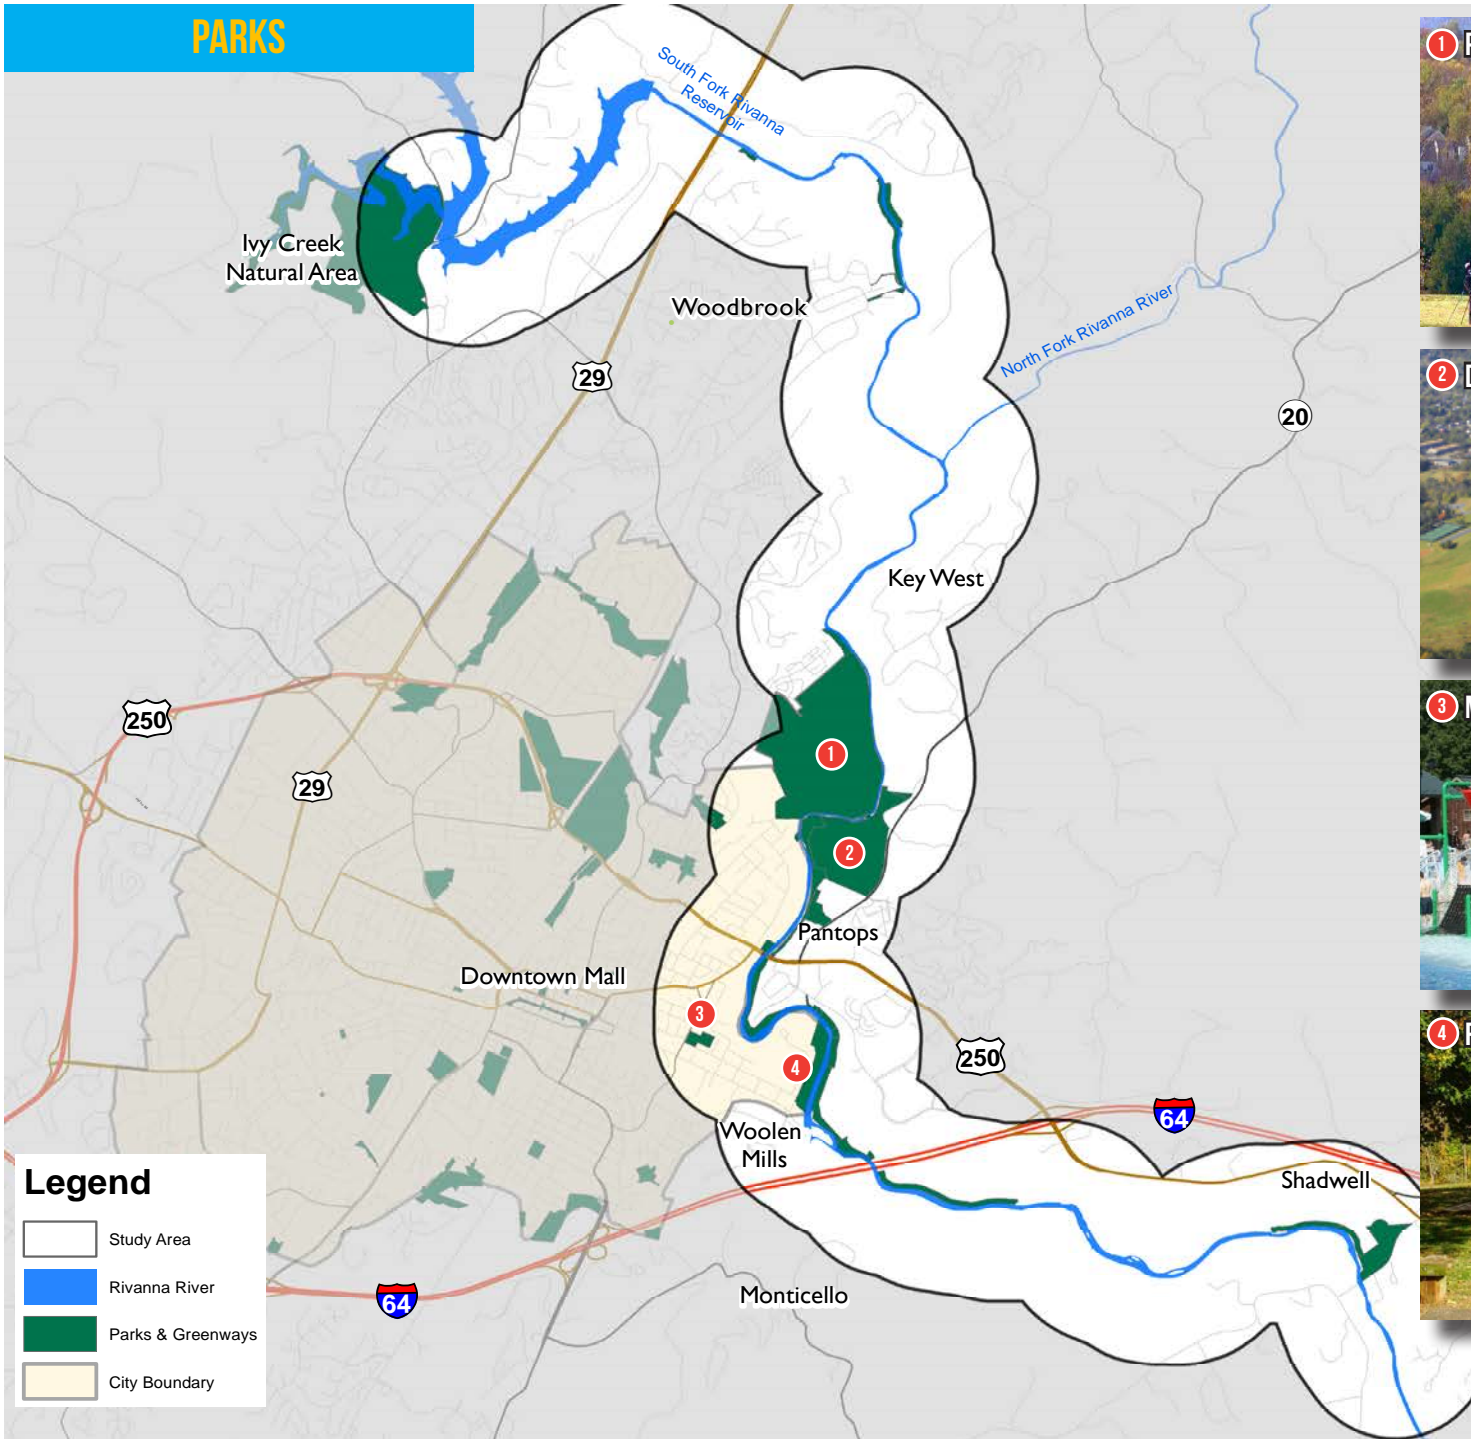 PARKS
South Fork Rivanna
Reservoir
Ivy Creek
Natural Area
Woodbrook
29
North Fork Rivanna River
20
Key West
250
29
1
2
Pantops
Downtown Mall
3
4
250
64
Woolen
Mills
Shadwell
Monticello
64
Legend
Study Area
Rivanna River
Parks & Greenways
City Boundary
1
2
3
4